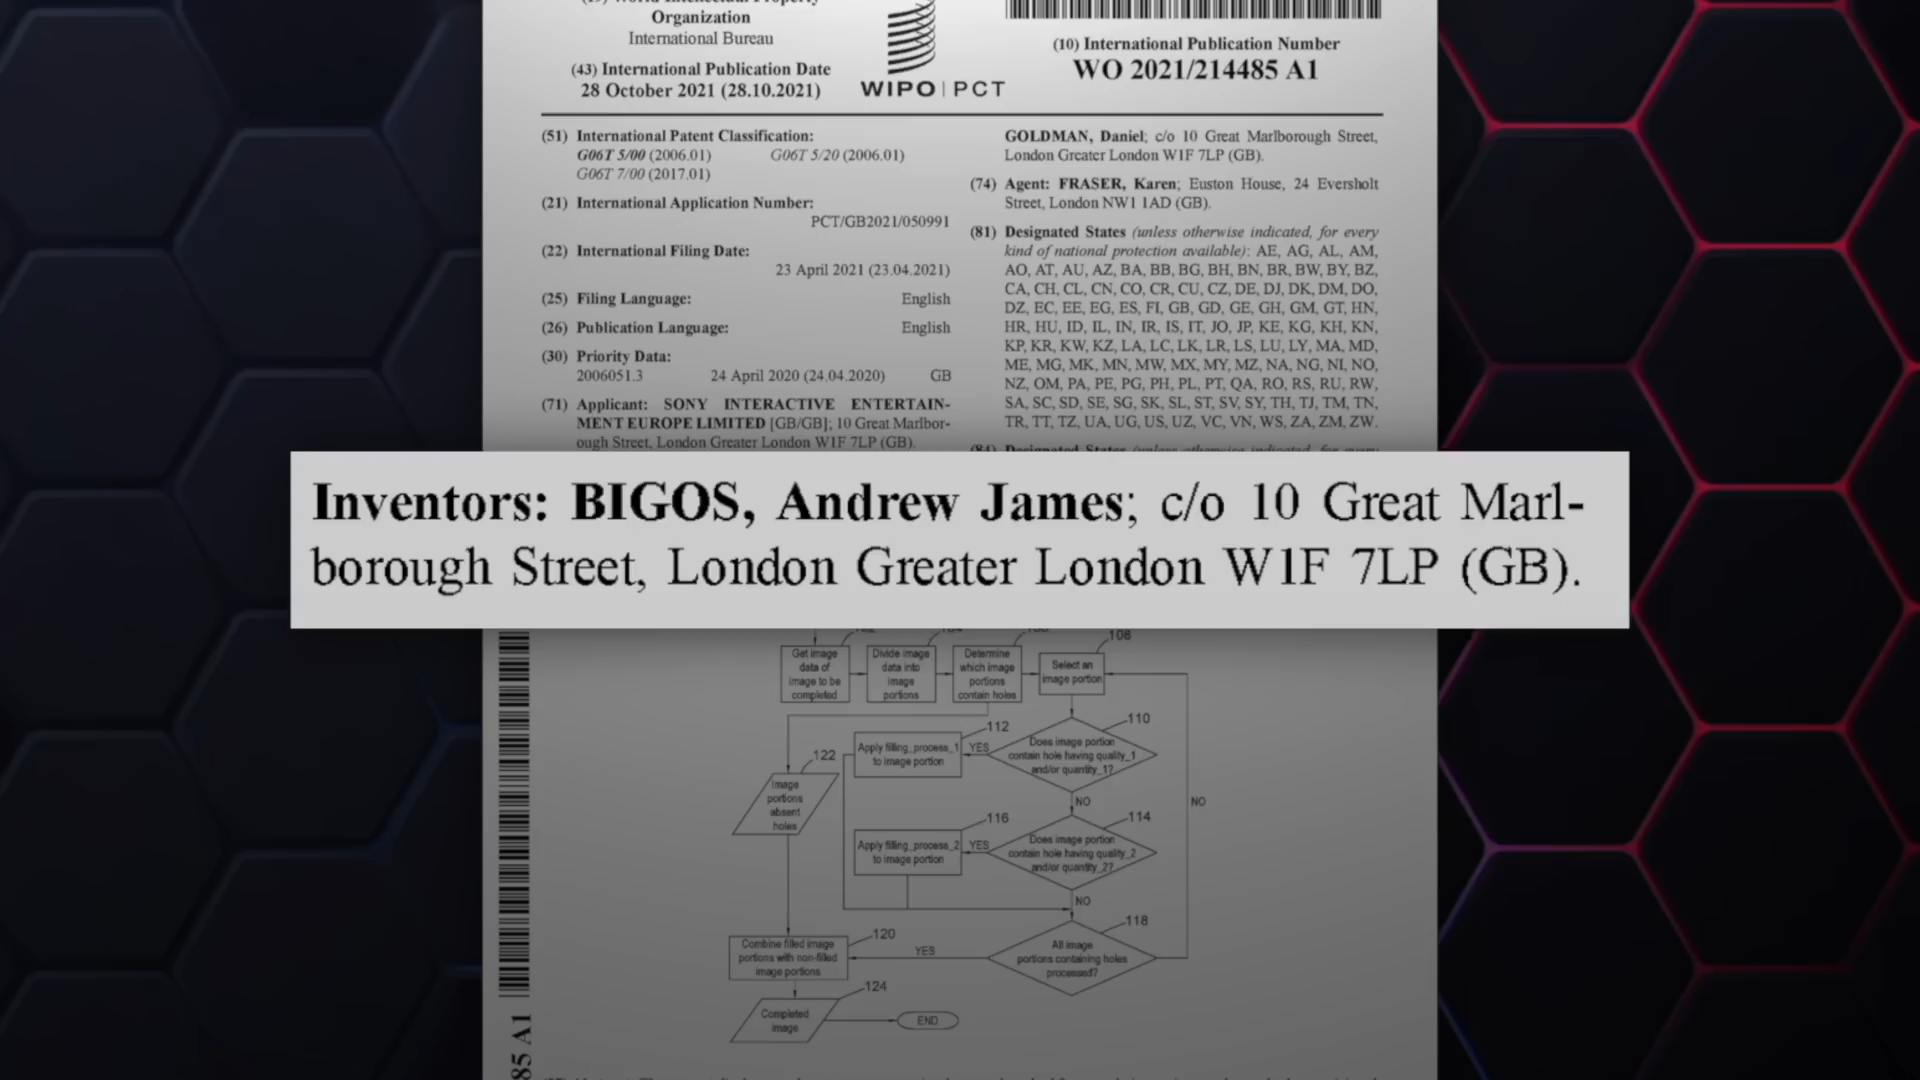 Organization
International Bureau
(43) International Publication Date
28 October 2021 (28.10.2021)
WIPO | PCT
(10) International Publication Number
WO 2021/214485 A1
(51) International Patent Classification:
G06T 5/00 (2006.01) G06T 5/20 (2006.01)
G06T 7/00 (2017.01)
(21) International Application Number:
PCT/GB2021/050991
(22) International Filing Date:
23 April 2021 (23.04.2021)
(25) Filing Language: English
(26) Publication Language: English
(30) Priority Data:
2006051.3 24 April 2020 (24.04.2020) GB
(71) Applicant: SONY INTERACTIVE ENTERTAIN-
MENT EUROPE LIMITED [GB/GB]; 10 Great Marlbor-
ough Street, London Greater London W1F 7LP (GB).
GOLDMAN, Daniel; c/o 10 Great Marlborough Street,
London Greater London W1F 7LP (GB).
(74) Agent: FRASER, Karen; Euston House, 24 Eversholt
Street, London NW1 1AD (GB).
(81) Designated States (unless otherwise indicated, for every
kind of national protection available): AE, AG, AL, AM,
AO, AT, AU, AZ, BA, BB, BG, BH, BN, BR, BW, BY, BZ,
CA, CH, CL, CN, CO, CR, CU, CZ, DE, DJ, DK, DM, DO,
DZ, EC, EE, EG, ES, FI, GB, GD, GE, GH, GM, GT, HN,
HR, HU, ID, IL, IN, IR, IS, IT, JO, JP, KE, KG, KH, KN,
KP, KR, KW, KZ, LA, LC, LK, LR, LS, LU, LY, MA, MD,
ME, MG, MK, MN, MW, MX, MY, MZ, NA, NG, NI, NO,
NZ, OM, PA, PE, PG, PH, PL, PT, QA, RO, RS, RU, RW,
SA, SC, SD, SE, SG, SK, SL, ST, SV, SY, TH, TJ, TM, TN,
TR, TT, TZ, UA, UG, US, UZ, VC, VN, WS, ZA, ZM, ZW.
Inventors: BIGOS, Andrew James; c/o 10 Great Marl-
borough Street, London Greater London W1F 7LP (GB).
108
Get image
data of
image to be
completed
Divide image
data into
image
portions
Determine
which image
portions
contain holes
Select an
image portion
110
112
Apply filling_process_1
to image portion
YES
Does image portion
contain hole having quality_1
and/or quantity_1?
122
Image
portions
absent
holes
NO
NO
114
116
Apply filling_process_2
to image portion
YES
Does image portion
contain hole having quality_2
and/or quantity_2?
NO
118
120
Combine filled image
portions with non-filled
image portions
YES
All image
portions containing holes
processed?
124
Completed
image
END
85 A1